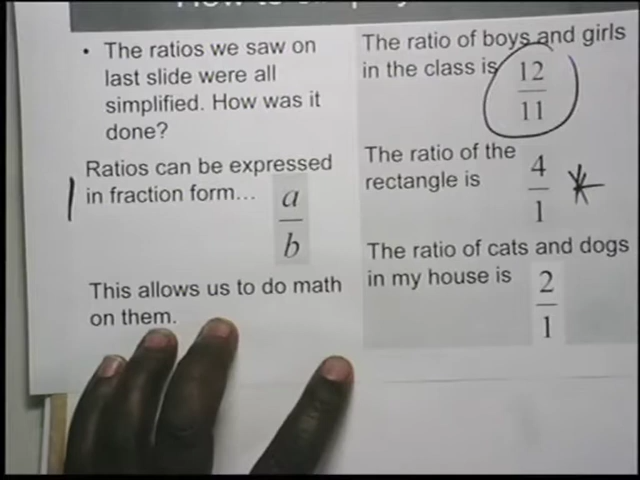 • The ratios we saw on
last slide were all
simplified. How was it
done?
Ratios can be expressed
in fraction form...
a
b
This allows us to do math
on them.
The ratio of boys and girls
in the class is
12
11
The ratio of the
rectangle is
4
1
The ratio of cats and dogs
in my house is
2
1